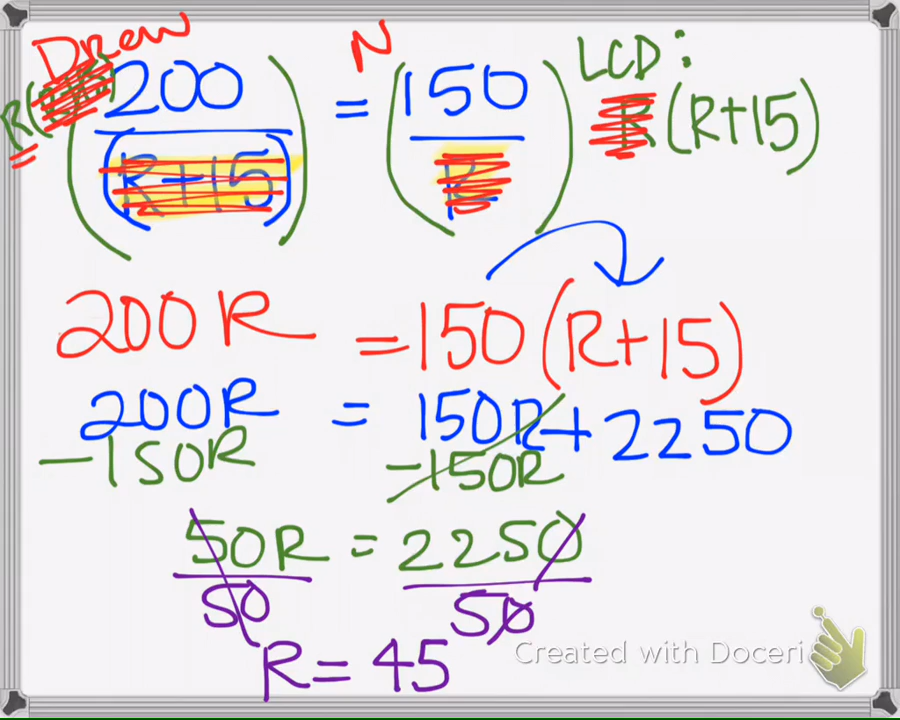 Drew N LCD:
R 200 = 150 R (R+15)
(R+15) R
200R = 150(R+15)
200R = 150R + 2250
-150R -150R
50R = 2250
50 50
R = 45
Created with Doceri